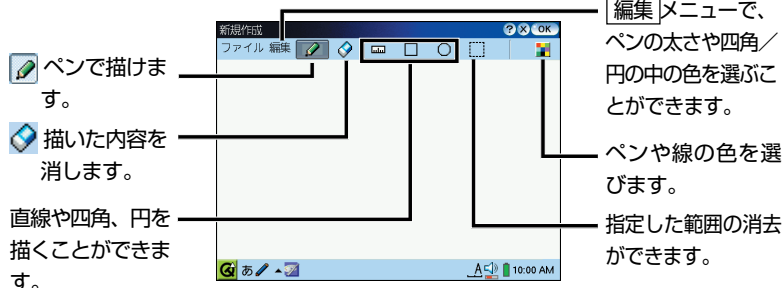 ペンで描けま
す。
描いた内容を
消します。
直線や四角、円を
描くことができま
す。
新規作成
? X OK
ファイル 編集
あ
A
10:00 AM
編集メニューで、
ペンの太さや四角／
円の中の色を選ぶこ
とができます。
ペンや線の色を選
びます。
指定した範囲の消去
ができます。